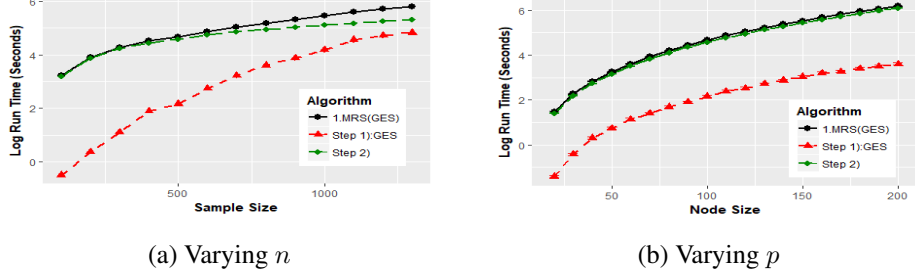 Log Run Time (Seconds)
6
4
2
0
500
1000
Sample Size
Algorithm
1.MRS(GES)
Step 1):GES
Step 2)
(a) Varying n
Log Run Time (Seconds)
6
4
2
0
50
100
150
200
Node Size
Algorithm
1.MRS(GES)
Step 1):GES
Step 2)
(b) Varying p